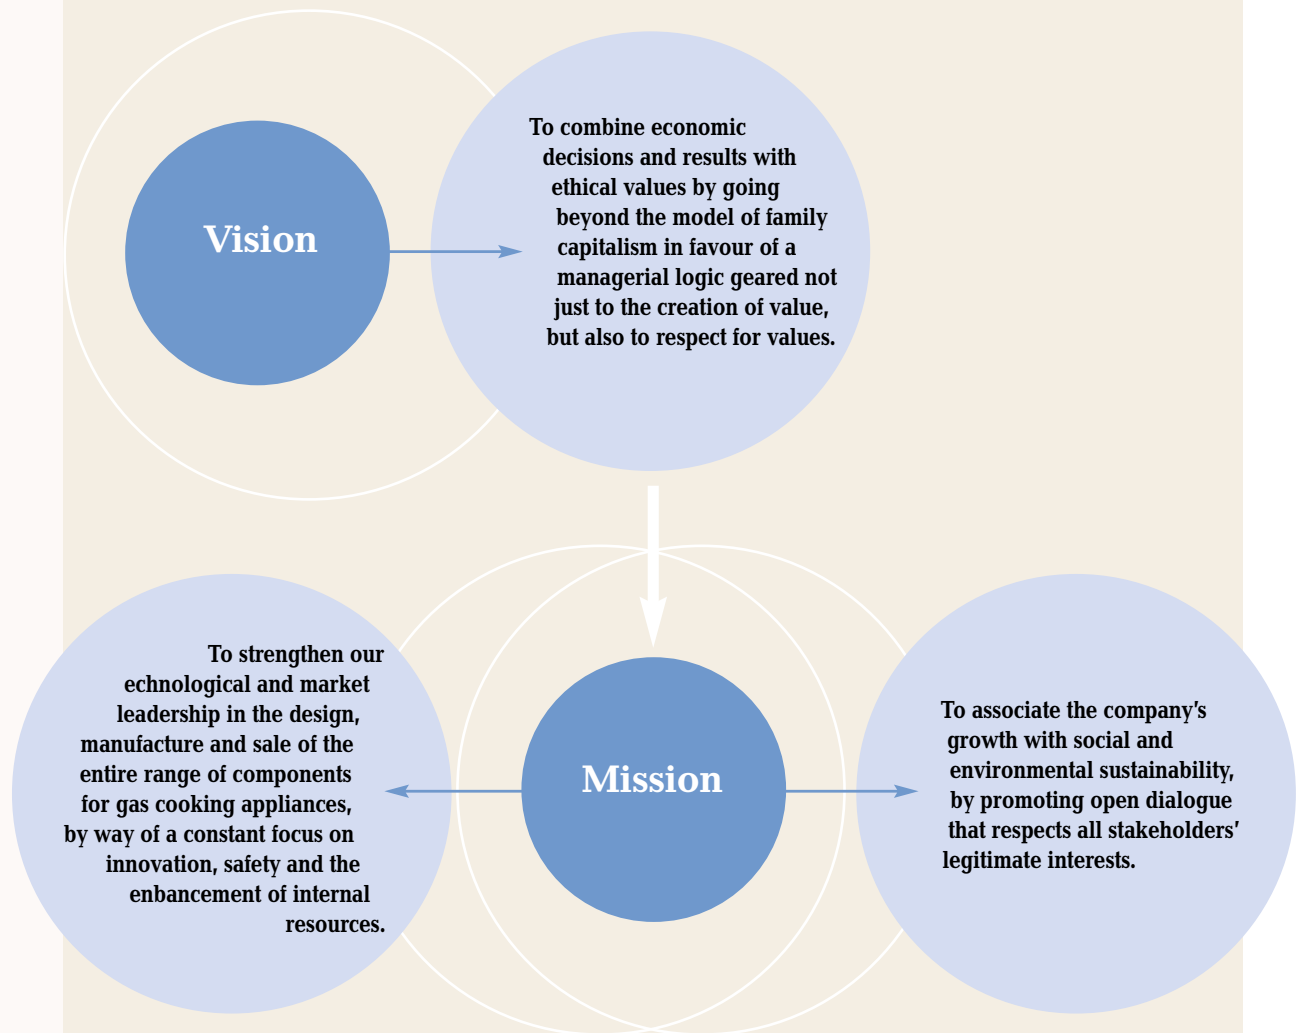 Vision
To combine economic
decisions and results with
ethical values by going
beyond the model of family
capitalism in favour of a
managerial logic geared not
just to the creation of value,
but also to respect for values.
To strengthen our
echnological and market
leadership in the design,
manufacture and sale of the
entire range of components
for gas cooking appliances,
by way of a constant focus on
innovation, safety and the
enbancement of internal
resources.
Mission
To associate the company's
growth with social and
environmental sustainability,
by promoting open dialogue
that respects all stakeholders'
legitimate interests.